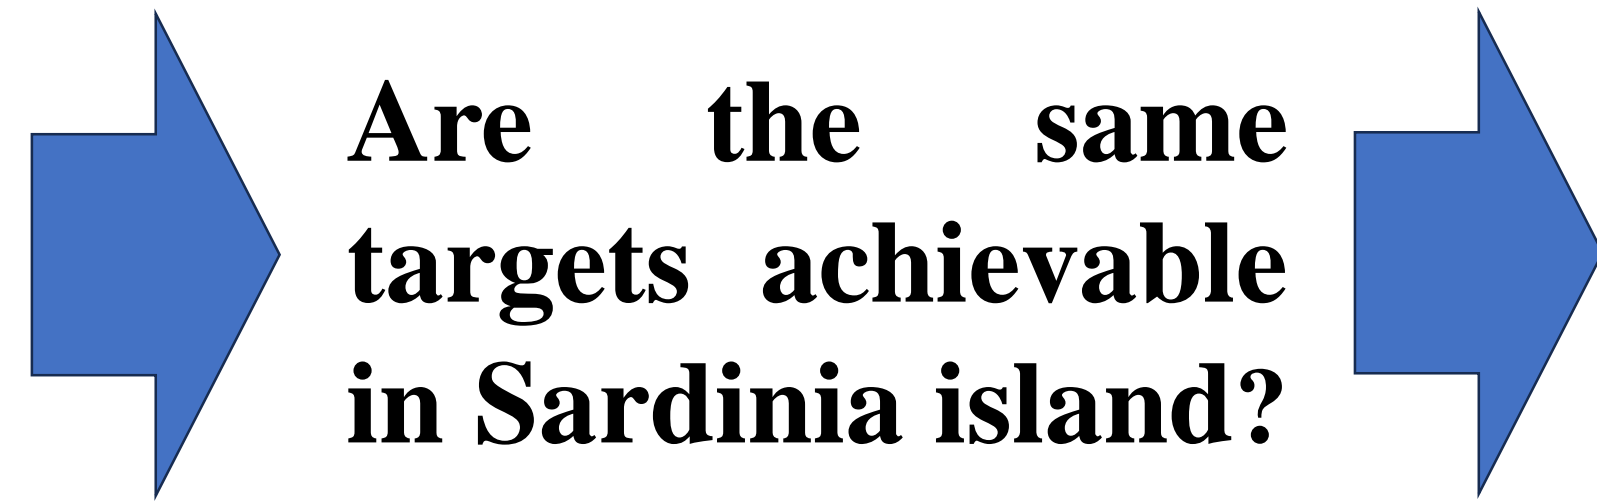 Are the same
targets achievable
in Sardinia island?